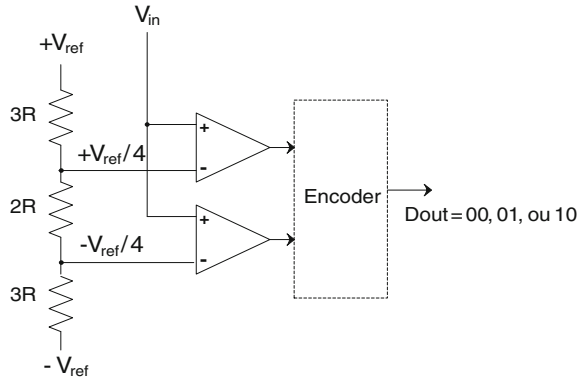 V_in
+V_ref
3R
+
+V_ref/4
-
2R
Encoder
+
Dout=00, 01, ou 10
-V_ref/4
-
3R
- V_ref